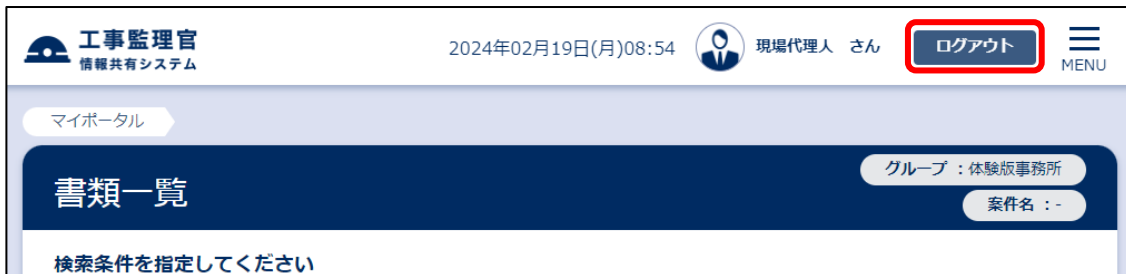 工事監理官
情報共有システム
2024年02月19日(月)08:54
現場代理人 さん
ログアウト
MENU
マイポータル
書類一覧
グループ ：体験版事務所
案件名 ：-
検索条件を指定してください